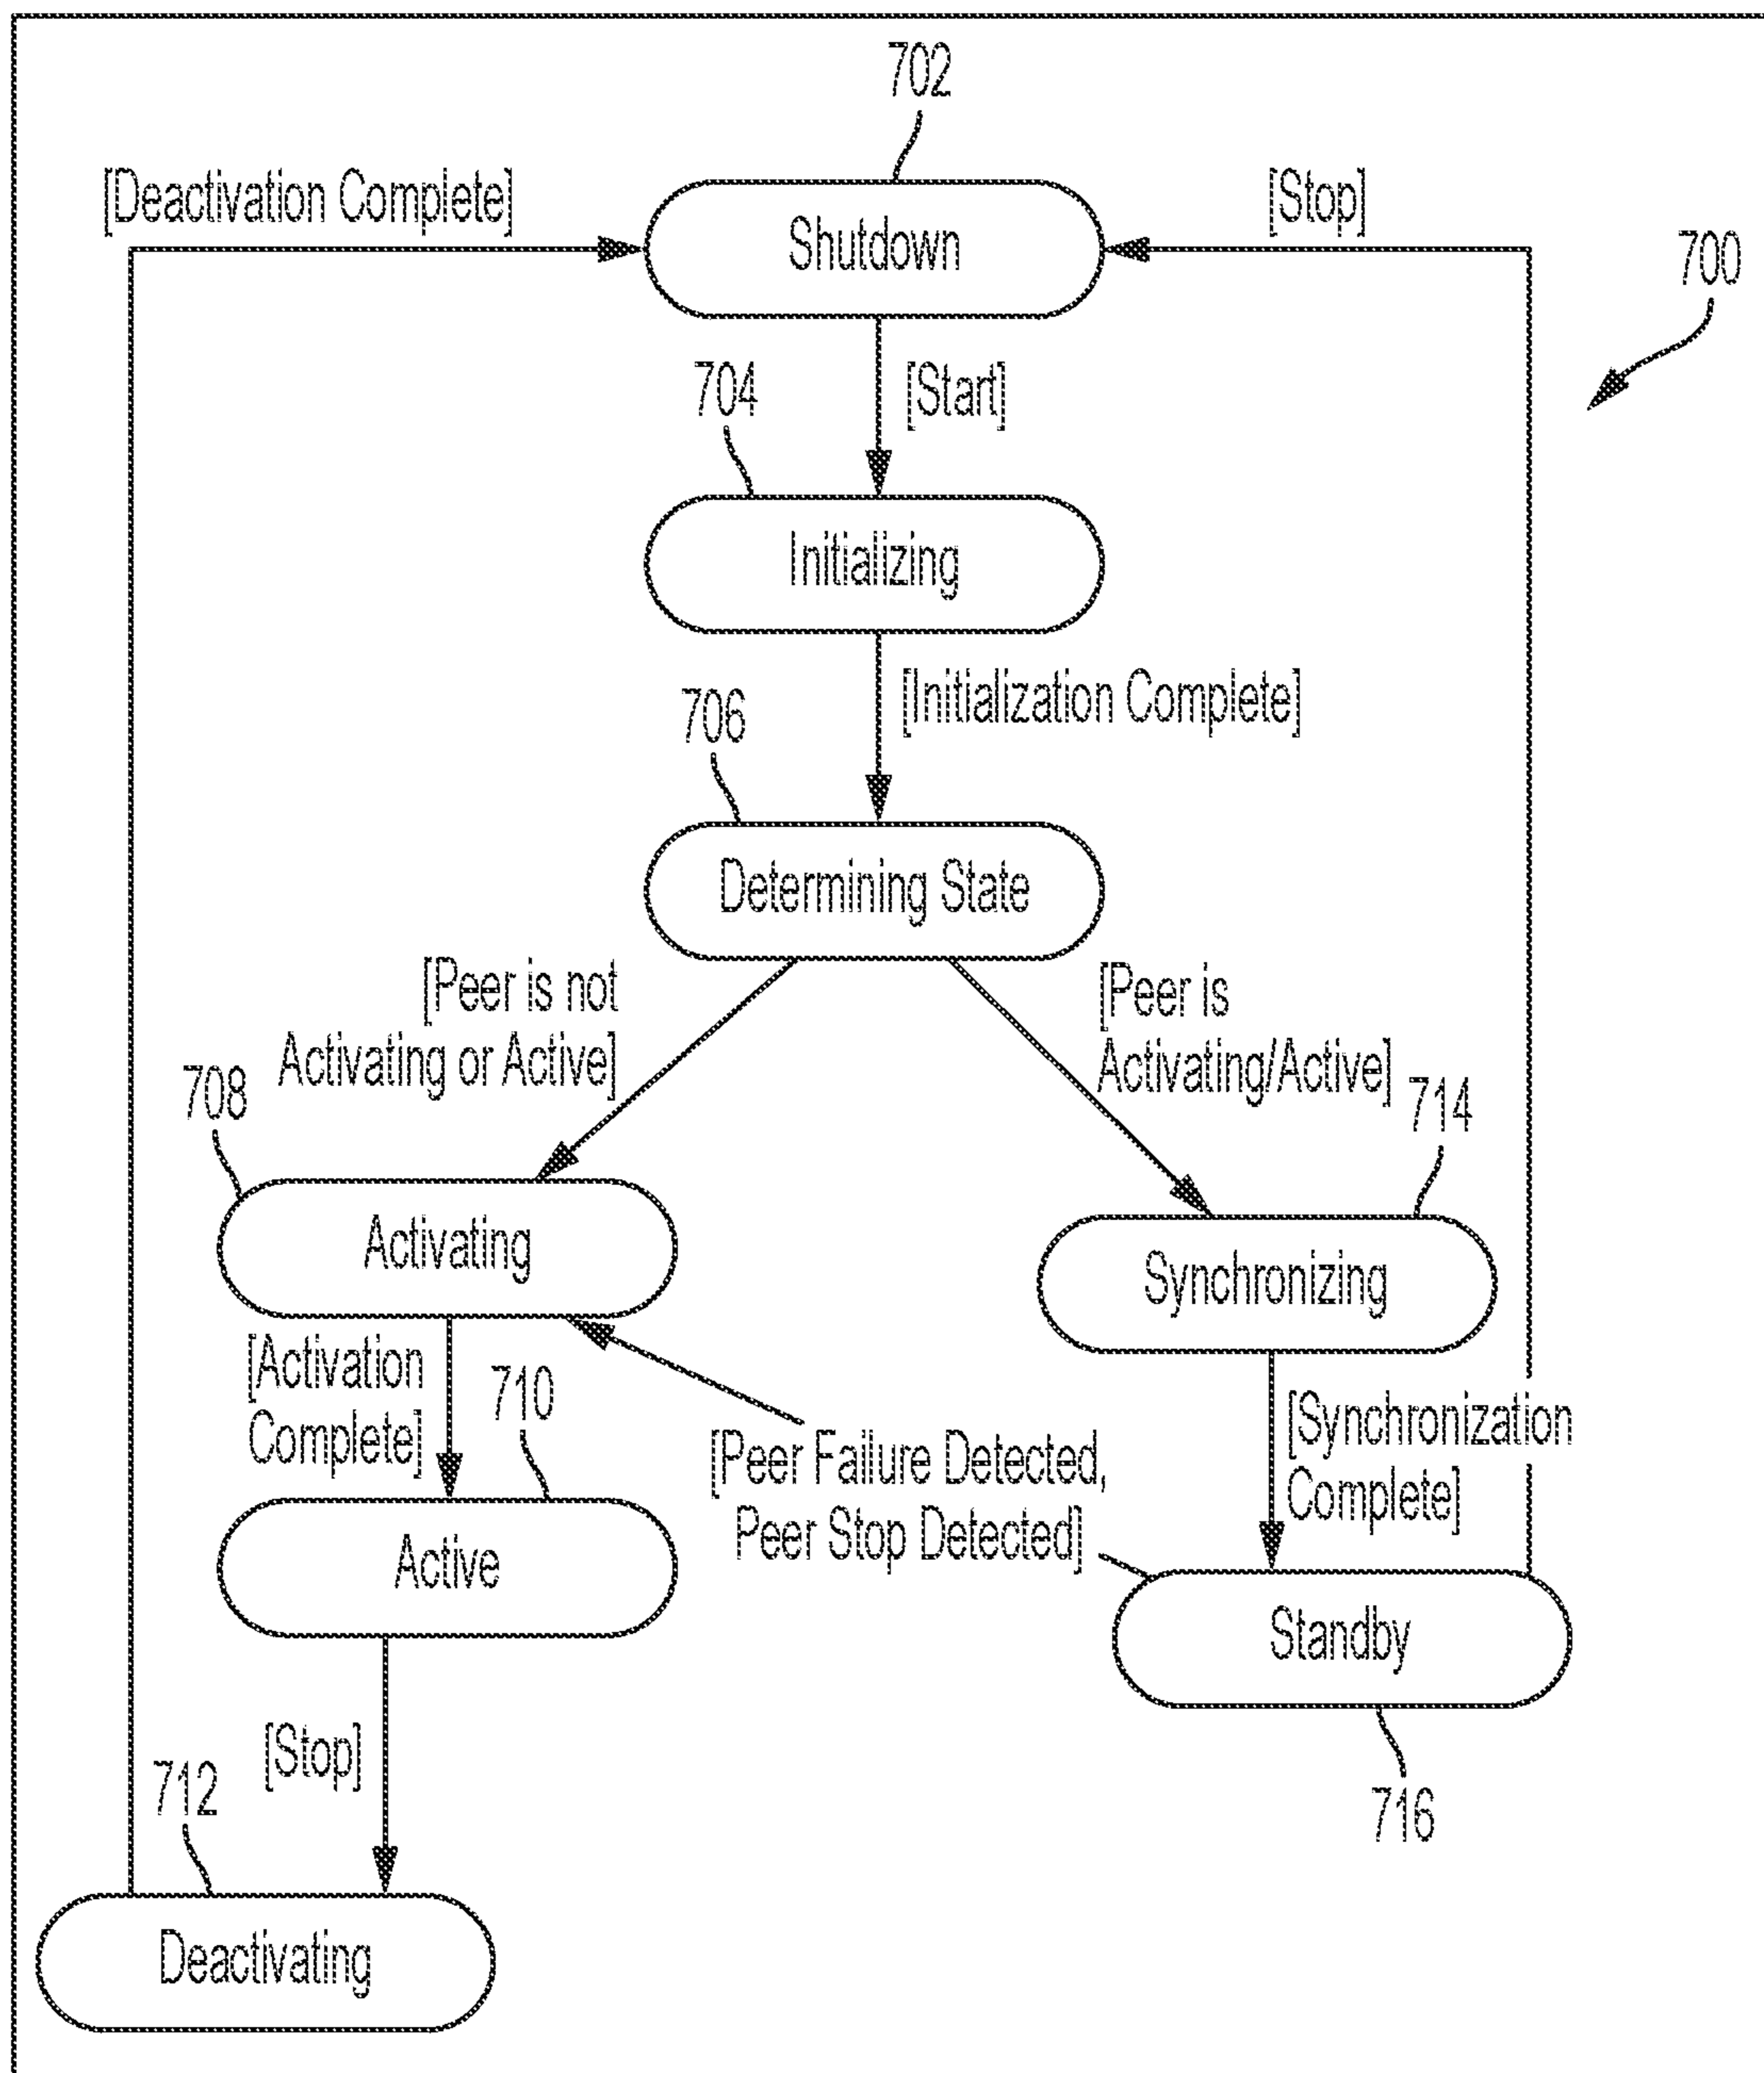 702
[Deactivation Complete]
[Stop]
Shutdown
700
704
[Start]
Initializing
[Initialization Complete]
706
Determining State
[Peer is not
Activating or Active]
[Peer is
Activating/Active]
708
714
Activating
Synchronizing
[Activation
Complete]
710
[Synchronization
Complete]
[Peer Failure Detected,
Peer Stop Detected]
Active
Standby
[Stop]
712
716
Deactivating